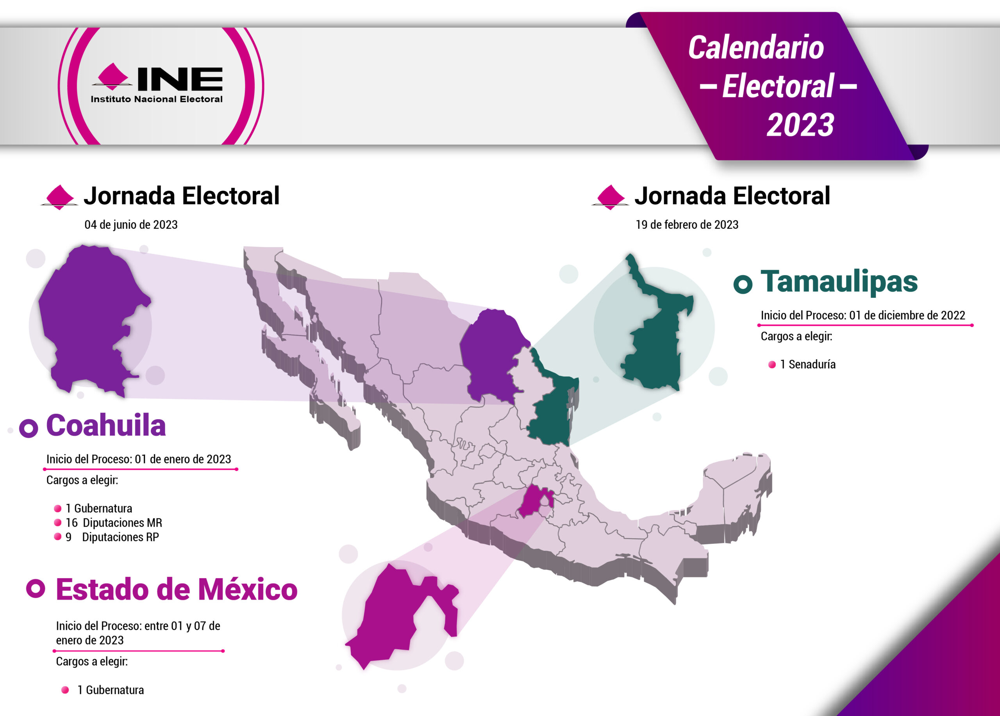 INE
Instituto Nacional Electoral
Calendario
– Electoral –
2023
Jornada Electoral
04 de junio de 2023
Coahuila
Inicio del Proceso: 01 de enero de 2023
Cargos a elegir:
1 Gubernatura
16 Diputaciones MR
9 Diputaciones RP
Estado de México
Inicio del Proceso: entre 01 y 07 de
enero de 2023
Cargos a elegir:
1 Gubernatura
Jornada Electoral
19 de febrero de 2023
Tamaulipas
Inicio del Proceso: 01 de diciembre de 2022
Cargos a elegir:
1 Senaduría